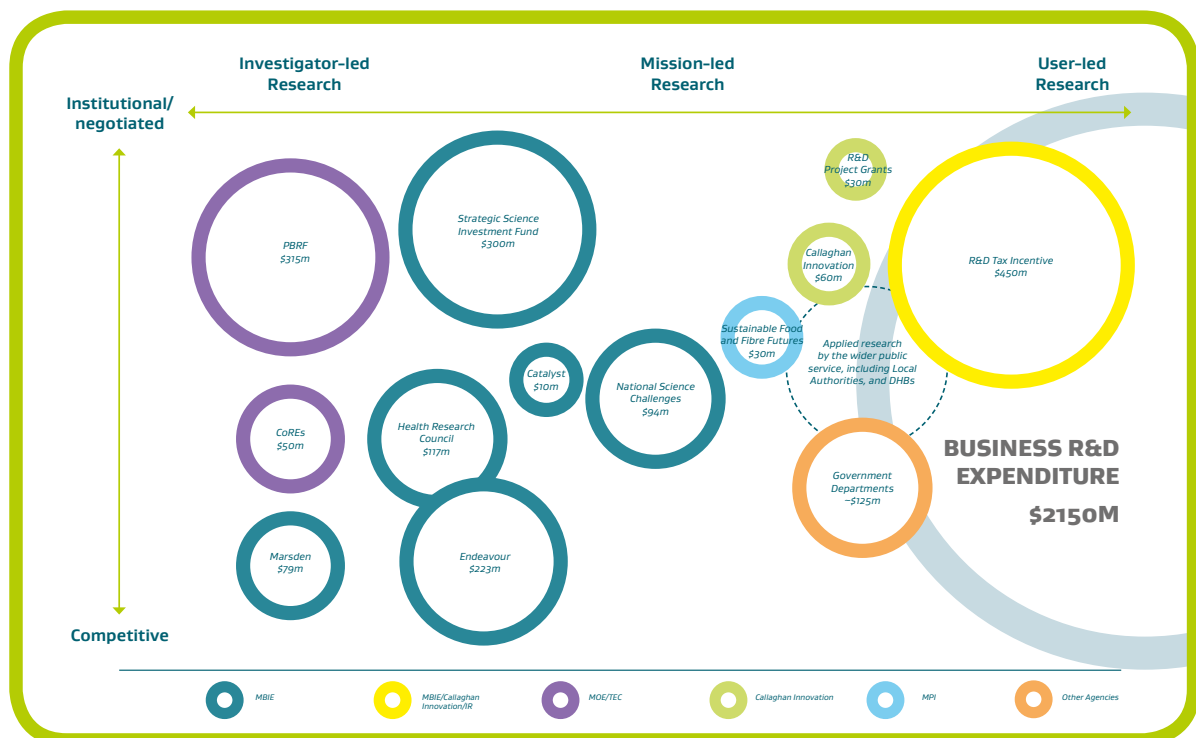 Investigator-led
Research
Mission-led
Research
User-led
Research
Institutional/
negotiated
R&D
Project Grants
$30m
Strategic Science
Investment Fund
$300m
PBRF
$315m
Callaghan
Innovation
$60m
R&D Tax Incentive
$450m
Sustainable Food
and Fibre Futures
$30m
Applied research
by the wider public
service, including Local
Authorities, and DHBs
Catalyst
$10m
National Science
Challenges
$94m
CoREs
$50m
Health Research
Council
$117m
BUSINESS R&D
EXPENDITURE
$2150M
Government
Departments
~$125m
Marsden
$79m
Endeavour
$223m
Competitive
MBIE
MBIE/Callaghan
Innovation/IR
MOE/TEC
Callaghan Innovation
MPI
Other Agencies